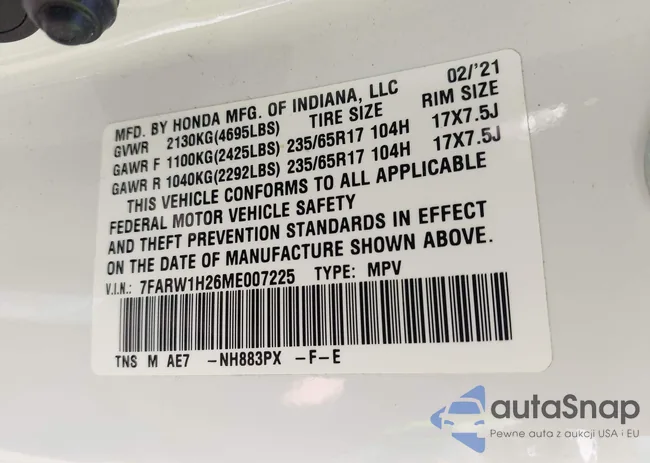 MFD. BY HONDA MFG. OF INDIANA, LLC 02/'21
GVWR 2130KG(4695LBS) TIRE SIZE RIM SIZE
GAWR F 1100KG(2425LBS) 235/65R17 104H 17X7.5J
GAWR R 1040KG(2292LBS) 235/65R17 104H 17X7.5J
THIS VEHICLE CONFORMS TO ALL APPLICABLE
FEDERAL MOTOR VEHICLE SAFETY
AND THEFT PREVENTION STANDARDS IN EFFECT
ON THE DATE OF MANUFACTURE SHOWN ABOVE.
V.I.N.: 7FARW1H26ME007225 TYPE: MPV
TNS M AE7 -NH883PX -F-E
autaSnap
Pewne auta z aukcji USA i EU